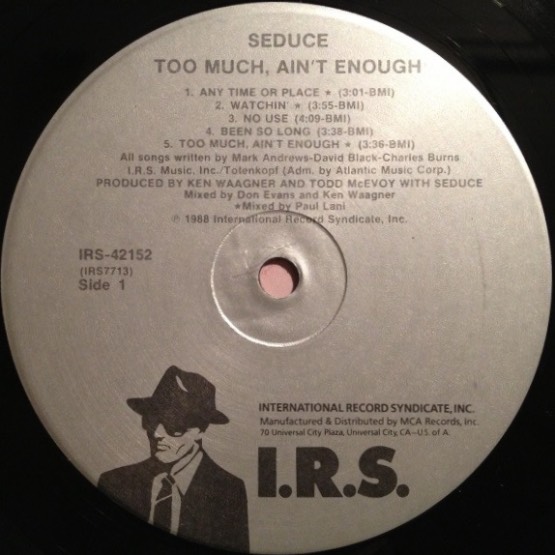 SEDUCE
TOO MUCH, AIN'T ENOUGH
1. ANY TIME OR PLACE ★ (3:01-BMI)
2. WATCHIN' ★ (3:55-BMI)
3. NO USE (4:09-BMI)
4. BEEN SO LONG (3:38-BMI)
5. TOO MUCH, AIN'T ENOUGH ★ (3:36-BMI)
All songs written by Mark Andrews-David Black-Charles Burns
I.R.S. Music, Inc./Totenkopf (Adm. by Atlantic Music Corp.)
PRODUCED BY KEN WAAGNER AND TODD McEVOY WITH SEDUCE
Mixed by Don Evans and Ken Waagner
★Mixed by Paul Lani
℗ 1988 International Record Syndicate, Inc.
IRS-42152
(IRS7713)
Side 1
INTERNATIONAL RECORD SYNDICATE, INC.
Manufactured & Distributed by MCA Records, Inc.
70 Universal City Plaza, Universal City, CA–U.S. of A.
I.R.S.